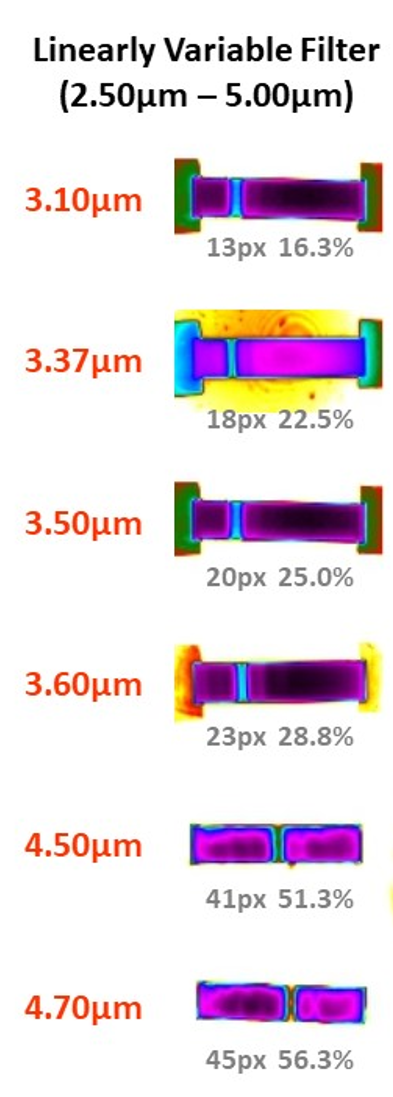 Linearly Variable Filter
(2.50µm – 5.00µm)
3.10µm
13px 16.3%
3.37µm
18px 22.5%
3.50µm
20px 25.0%
3.60µm
23px 28.8%
4.50µm
41px 51.3%
4.70µm
45px 56.3%